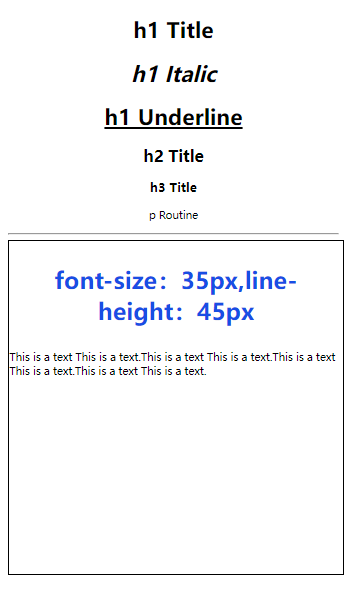 h1 Title
h1 Italic
h1 Underline
h2 Title
h3 Title
p Routine
font-size：35px,line-
height：45px
This is a text This is a text.This is a text This is a text.This is a text
This is a text.This is a text This is a text.